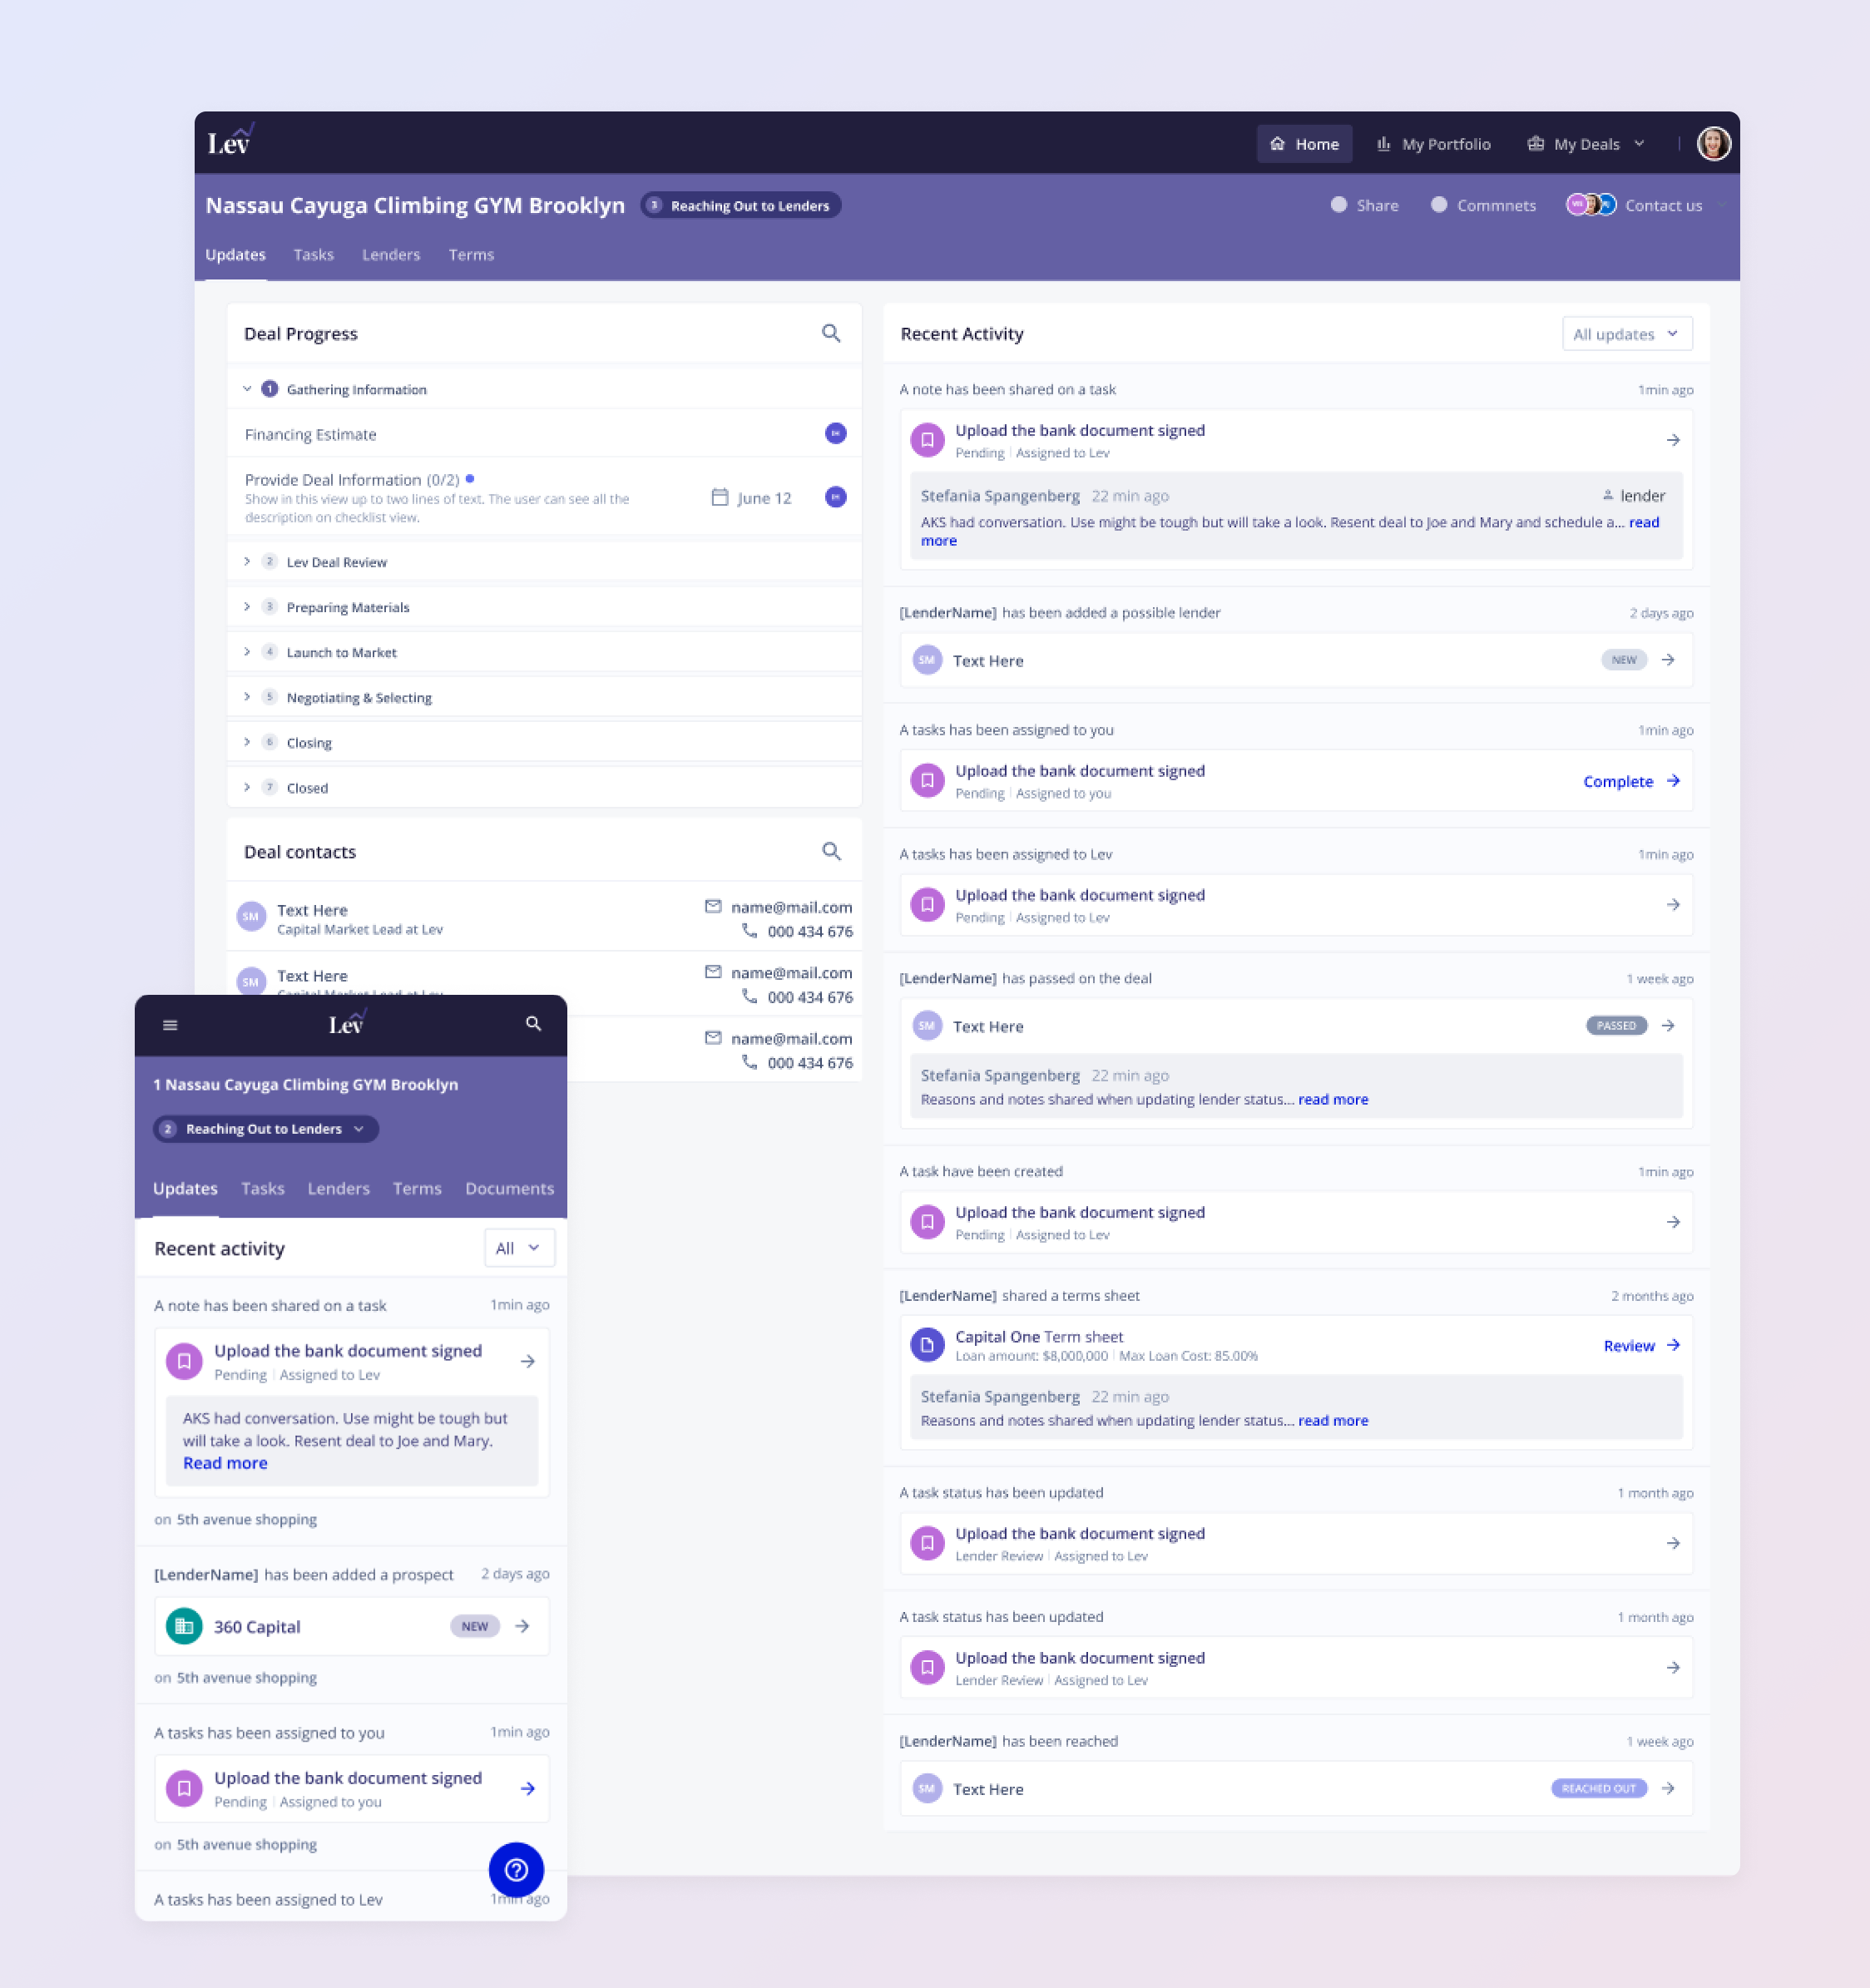 Lev
Home
My Portfolio
My Deals
Nassau Cayuga Climbing GYM Brooklyn
3 Reaching Out to Lenders
Share
Commnets
Contact us
Updates
Tasks
Lenders
Terms
Deal Progress
1 Gathering Information
Financing Estimate
Provide Deal Information (0/2)
Show in this view up to two lines of text. The user can see all the
description on checklist view.
June 12
2 Lev Deal Review
3 Preparing Materials
4 Launch to Market
5 Negotiating & Selecting
6 Closing
7 Closed
Deal contacts
SM
Text Here
Capital Market Lead at Lev
name@mail.com
000 434 676
SM
Text Here
Capital Market Lead at Lev
name@mail.com
000 434 676
name@mail.com
000 434 676
Recent Activity
All updates
A note has been shared on a task
1min ago
Upload the bank document signed
Pending | Assigned to Lev
Stefania Spangenberg 22 min ago
lender
AKS had conversation. Use might be tough but will take a look. Resent deal to Joe and Mary and schedule a... read
more
[LenderName] has been added a possible lender
2 days ago
SM
Text Here
NEW
A tasks has been assigned to you
1min ago
Upload the bank document signed
Pending | Assigned to you
Complete
A tasks has been assigned to Lev
1min ago
Upload the bank document signed
Pending | Assigned to Lev
[LenderName] has passed on the deal
1 week ago
SM
Text Here
PASSED
Stefania Spangenberg 22 min ago
Reasons and notes shared when updating lender status... read more
A task have been created
1min ago
Upload the bank document signed
Pending | Assigned to Lev
[LenderName] shared a terms sheet
2 months ago
Capital One Term sheet
Loan amount: $8,000,000 | Max Loan Cost: 85.00%
Review
Stefania Spangenberg 22 min ago
Reasons and notes shared when updating lender status... read more
A task status has been updated
1 month ago
Upload the bank document signed
Lender Review | Assigned to Lev
A task status has been updated
1 month ago
Upload the bank document signed
Lender Review | Assigned to Lev
[LenderName] has been reached
1 week ago
SM
Text Here
REACHED OUT
Lev
1 Nassau Cayuga Climbing GYM Brooklyn
2 Reaching Out to Lenders
Updates
Tasks
Lenders
Terms
Documents
Recent activity
All
A note has been shared on a task
1min ago
Upload the bank document signed
Pending | Assigned to Lev
AKS had conversation. Use might be tough but
will take a look. Resent deal to Joe and Mary.
Read more
on 5th avenue shopping
[LenderName] has been added a prospect
2 days ago
360 Capital
NEW
on 5th avenue shopping
A tasks has been assigned to you
1min ago
Upload the bank document signed
Pending | Assigned to you
on 5th avenue shopping
A tasks has been assigned to Lev
1min ago